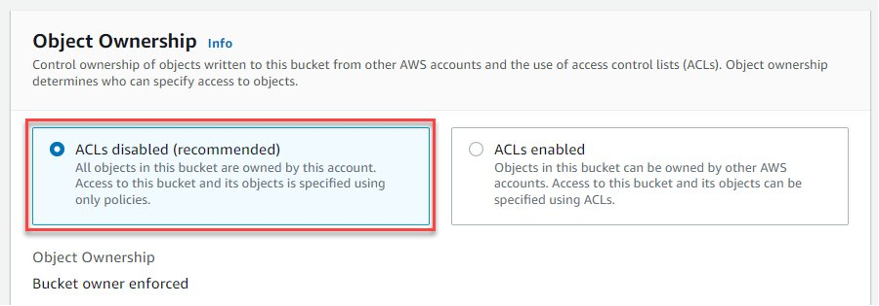 Object Ownership Info
Control ownership of objects written to this bucket from other AWS accounts and the use of access control lists (ACLs). Object ownership
determines who can specify access to objects.
ACLs disabled (recommended)
All objects in this bucket are owned by this account.
Access to this bucket and its objects is specified using
only policies.
ACLs enabled
Objects in this bucket can be owned by other AWS
accounts. Access to this bucket and its objects can be
specified using ACLs.
Object Ownership
Bucket owner enforced